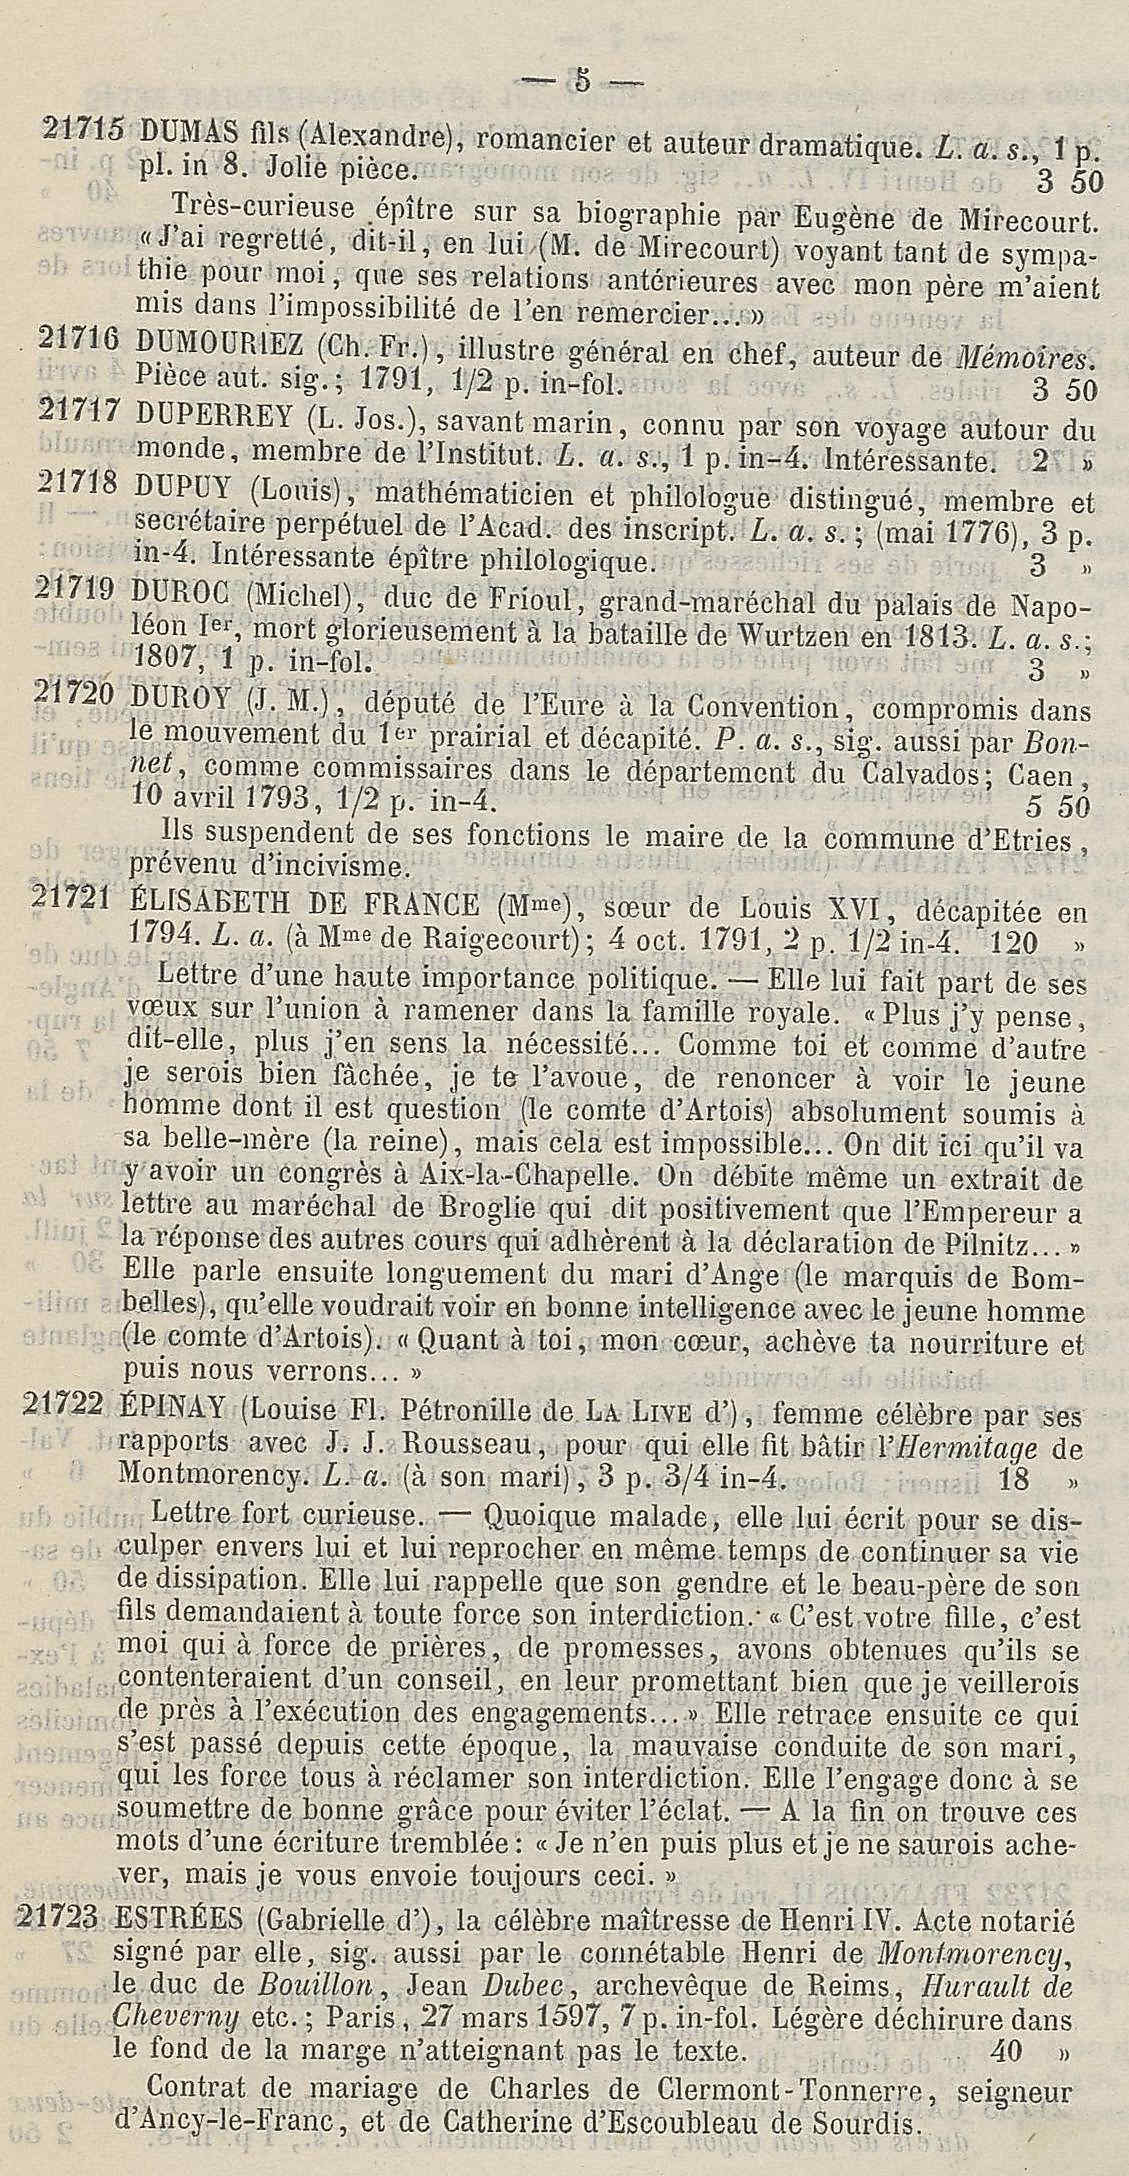 — 5 —
21715 DUMAS fils (Alexandre), romancier et auteur dramatique. L. a. s., 1 p.
pl. in 8. Jolie pièce. 3 50
Très-curieuse épître sur sa biographie par Eugène de Mirecourt.
« J'ai regretté, dit-il, en lui (M. de Mirecourt) voyant tant de sympa-
thie pour moi, que ses relations antérieures avec mon père m'aient
mis dans l'impossibilité de l'en remercier... »
21716 DUMOURIEZ (Ch. Fr.), illustre général en chef, auteur de Mémoires.
Pièce aut. sig.; 1791, 1/2 p. in-fol. 3 50
21717 DUPERREY (L. Jos.), savant marin, connu par son voyage autour du
monde, membre de l'Institut. L. a. s., 1 p. in-4. Intéressante. 2 »
21718 DUPUY (Louis), mathématicien et philologue distingué, membre et
secrétaire perpétuel de l'Acad. des inscript. L. a. s.; (mai 1776), 3 p.
in-4. Intéressante épître philologique. 3 »
21719 DUROC (Michel), duc de Frioul, grand-maréchal du palais de Napo-
léon Ier, mort glorieusement à la bataille de Wurtzen en 1813. L. a. s.;
1807, 1 p. in-fol. 3 »
21720 DUROY (J. M.), député de l'Eure à la Convention, compromis dans
le mouvement du 1er prairial et décapité. P. a. s., sig. aussi par Bon-
net, comme commissaires dans le département du Calvados; Caen,
10 avril 1793, 1/2 p. in-4. 5 50
Ils suspendent de ses fonctions le maire de la commune d'Etries,
prévenu d'incivisme.
21721 ÉLISABETH DE FRANCE (Mme), sœur de Louis XVI, décapitée en
1794. L. a. (à Mme de Raigecourt); 4 oct. 1791, 2 p. 1/2 in-4. 120 »
Lettre d'une haute importance politique. — Elle lui fait part de ses
vœux sur l'union à ramener dans la famille royale. « Plus j'y pense,
dit-elle, plus j'en sens la nécessité... Comme toi et comme d'autre
je serois bien fâchée, je te l'avoue, de renoncer à voir le jeune
homme dont il est question (le comte d'Artois) absolument soumis à
sa belle-mère (la reine), mais cela est impossible... On dit ici qu'il va
y avoir un congrès à Aix-la-Chapelle. On débite même un extrait de
lettre au maréchal de Broglie qui dit positivement que l'Empereur a
la réponse des autres cours qui adhèrent à la déclaration de Pilnitz... »
Elle parle ensuite longuement du mari d'Ange (le marquis de Bom-
belles), qu'elle voudrait voir en bonne intelligence avec le jeune homme
(le comte d'Artois). « Quant à toi, mon cœur, achève ta nourriture et
puis nous verrons... »
21722 ÉPINAY (Louise Fl. Pétronille de LA LIVE d'), femme célèbre par ses
rapports avec J. J. Rousseau, pour qui elle fit bâtir l'Hermitage de
Montmorency. L. a. (à son mari), 3 p. 3/4 in-4. 18 »
Lettre fort curieuse. — Quoique malade, elle lui écrit pour se dis-
culper envers lui et lui reprocher en même temps de continuer sa vie
de dissipation. Elle lui rappelle que son gendre et le beau-père de son
fils demandaient à toute force son interdiction. « C'est votre fille, c'est
moi qui à force de prières, de promesses, avons obtenues qu'ils se
contenteraient d'un conseil, en leur promettant bien que je veillerois
de près à l'exécution des engagements... » Elle retrace ensuite ce qui
s'est passé depuis cette époque, la mauvaise conduite de son mari,
qui les force tous à réclamer son interdiction. Elle l'engage donc à se
soumettre de bonne grâce pour éviter l'éclat. — A la fin on trouve ces
mots d'une écriture tremblée : « Je n'en puis plus et je ne saurois ache-
ver, mais je vous envoie toujours ceci. »
21723 ESTRÉES (Gabrielle d'), la célèbre maîtresse de Henri IV. Acte notarié
signé par elle, sig. aussi par le connétable Henri de Montmorency,
le duc de Bouillon, Jean Dubec, archevêque de Reims, Hurault de
Cheverny etc.; Paris, 27 mars 1597, 7 p. in-fol. Légère déchirure dans
le fond de la marge n'atteignant pas le texte. 40 »
Contrat de mariage de Charles de Clermont-Tonnerre, seigneur
d'Ancy-le-Franc, et de Catherine d'Escoubleau de Sourdis.